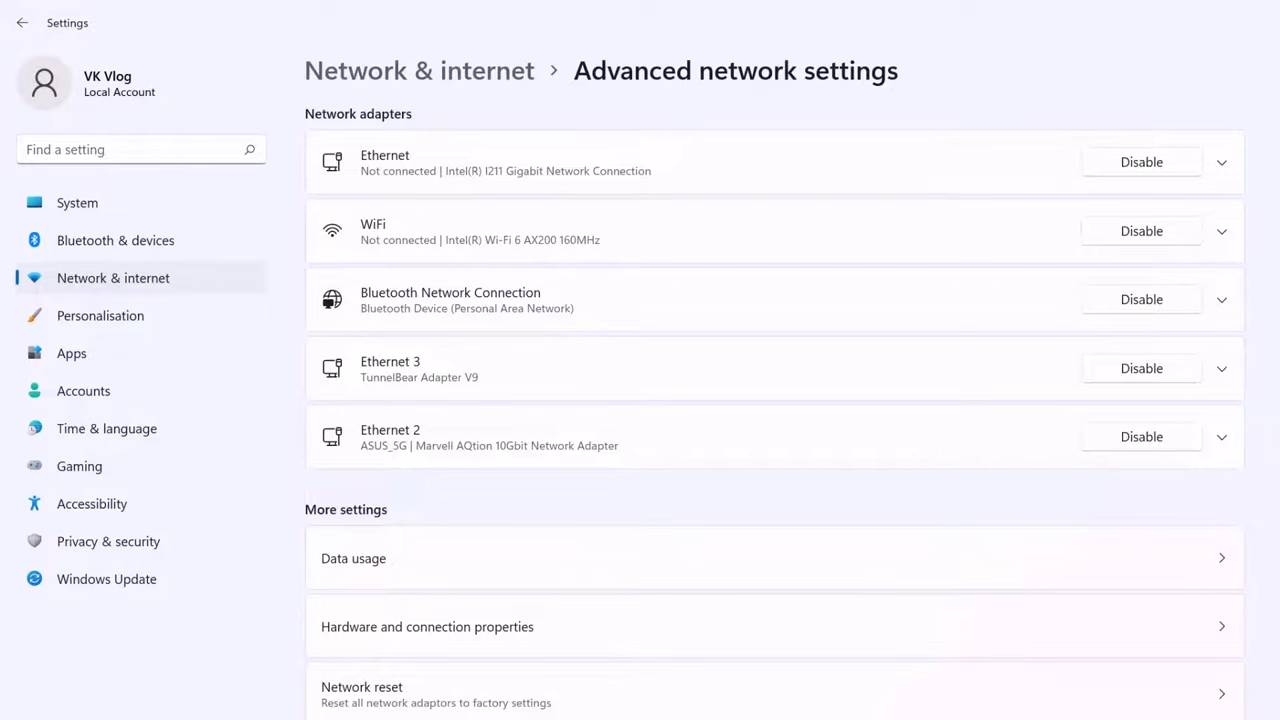 Settings
VK Vlog
Local Account
Find a setting
System
Bluetooth & devices
Network & internet
Personalisation
Apps
Accounts
Time & language
Gaming
Accessibility
Privacy & security
Windows Update
Network & internet > Advanced network settings
Network adapters
Ethernet
Not connected | Intel(R) I211 Gigabit Network Connection
Disable
WiFi
Not connected | Intel(R) Wi-Fi 6 AX200 160MHz
Disable
Bluetooth Network Connection
Bluetooth Device (Personal Area Network)
Disable
Ethernet 3
TunnelBear Adapter V9
Disable
Ethernet 2
ASUS_5G | Marvell AQtion 10Gbit Network Adapter
Disable
More settings
Data usage
Hardware and connection properties
Network reset
Reset all network adaptors to factory settings